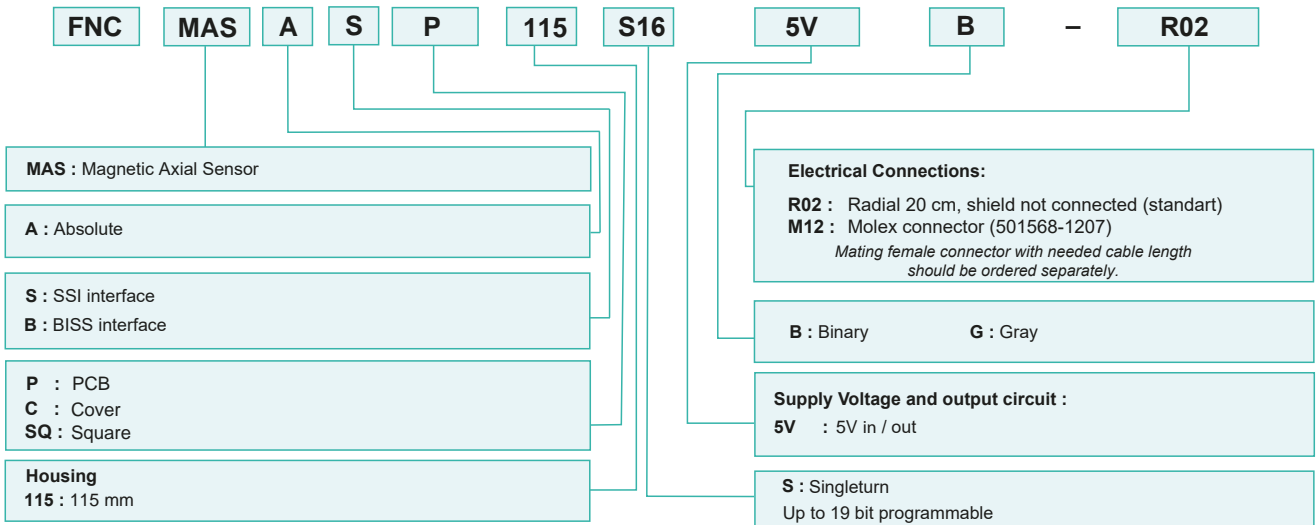 FNC MAS A S P 115 S16 5V B – R02
MAS : Magnetic Axial Sensor
A : Absolute
S : SSI interface
B : BISS interface
P : PCB
C : Cover
SQ : Square
Housing
115 : 115 mm
Electrical Connections:
R02 : Radial 20 cm, shield not connected (standart)
M12 : Molex connector (501568-1207)
Mating female connector with needed cable length
should be ordered separately.
B : Binary G : Gray
Supply Voltage and output circuit :
5V : 5V in / out
S : Singleturn
Up to 19 bit programmable